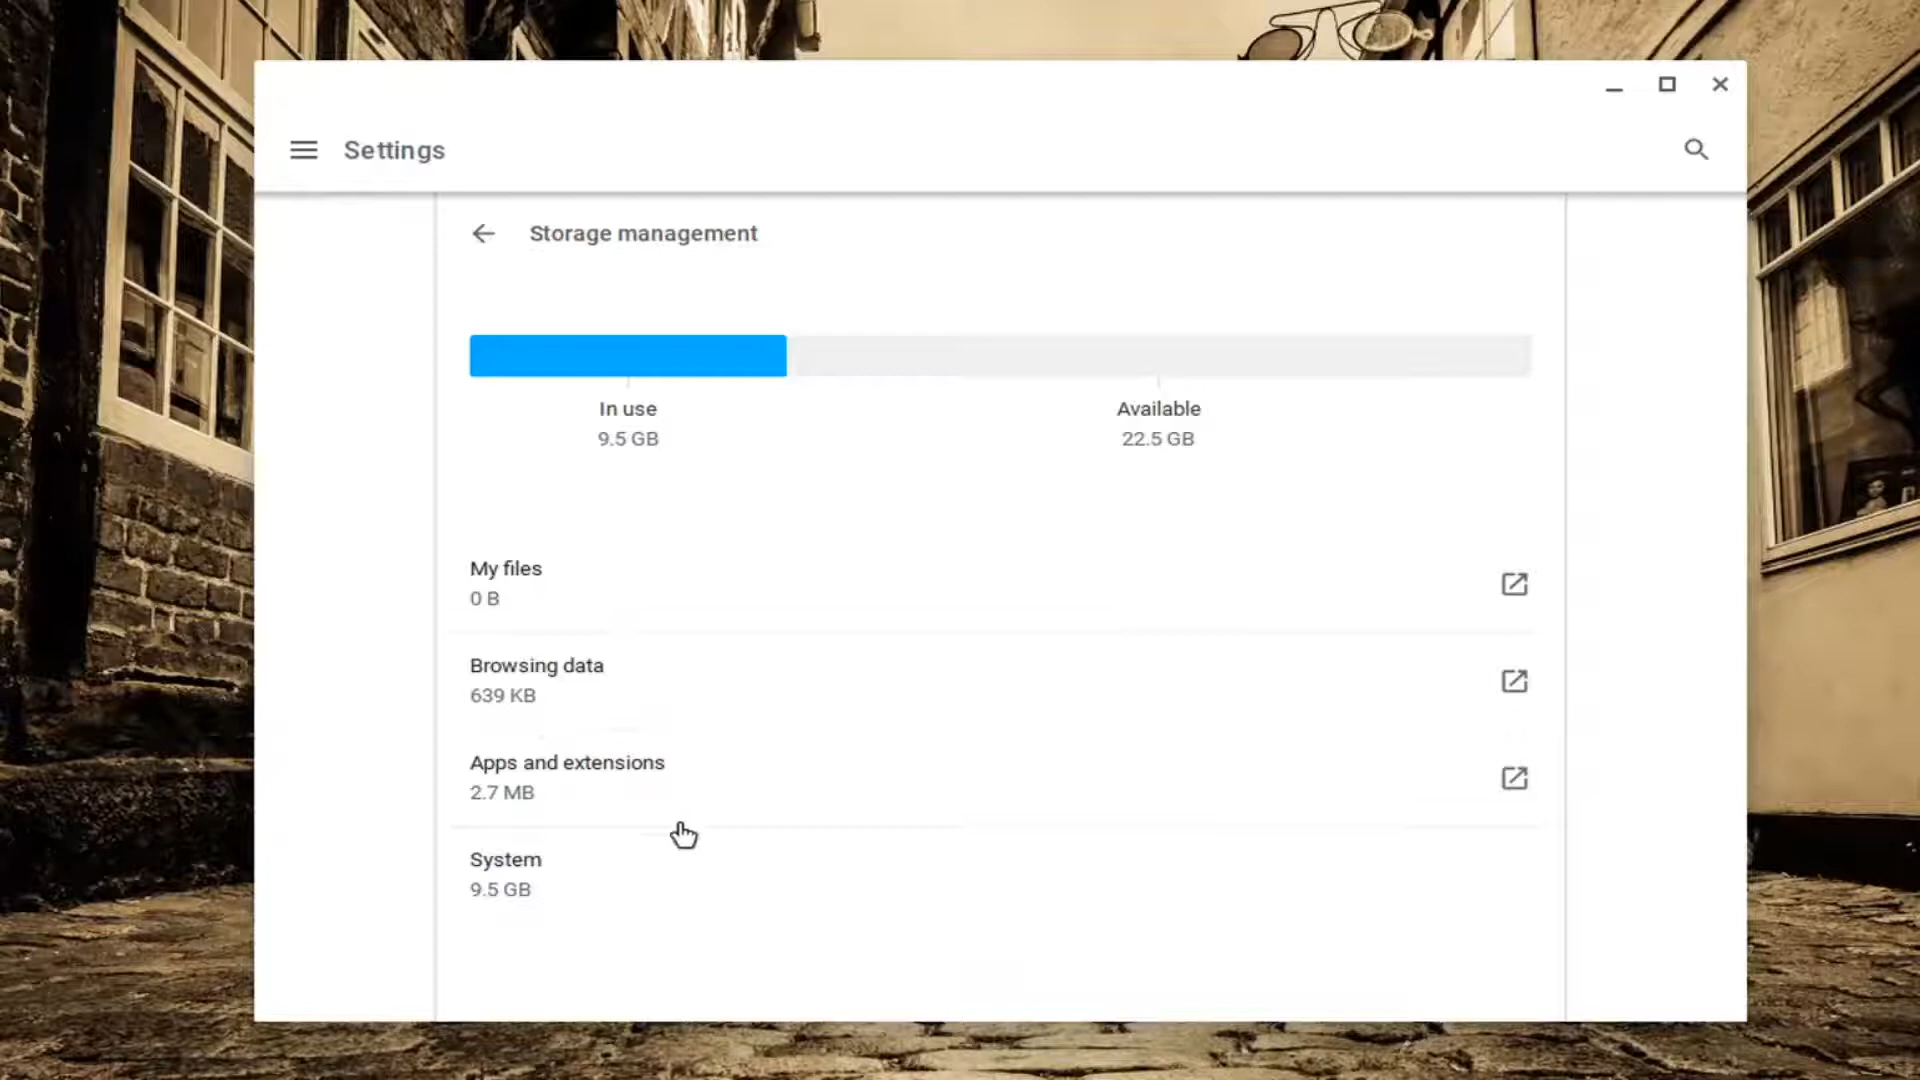 Settings
Storage management
In use
9.5 GB
Available
22.5 GB
My files
0 B
Browsing data
639 KB
Apps and extensions
2.7 MB
System
9.5 GB